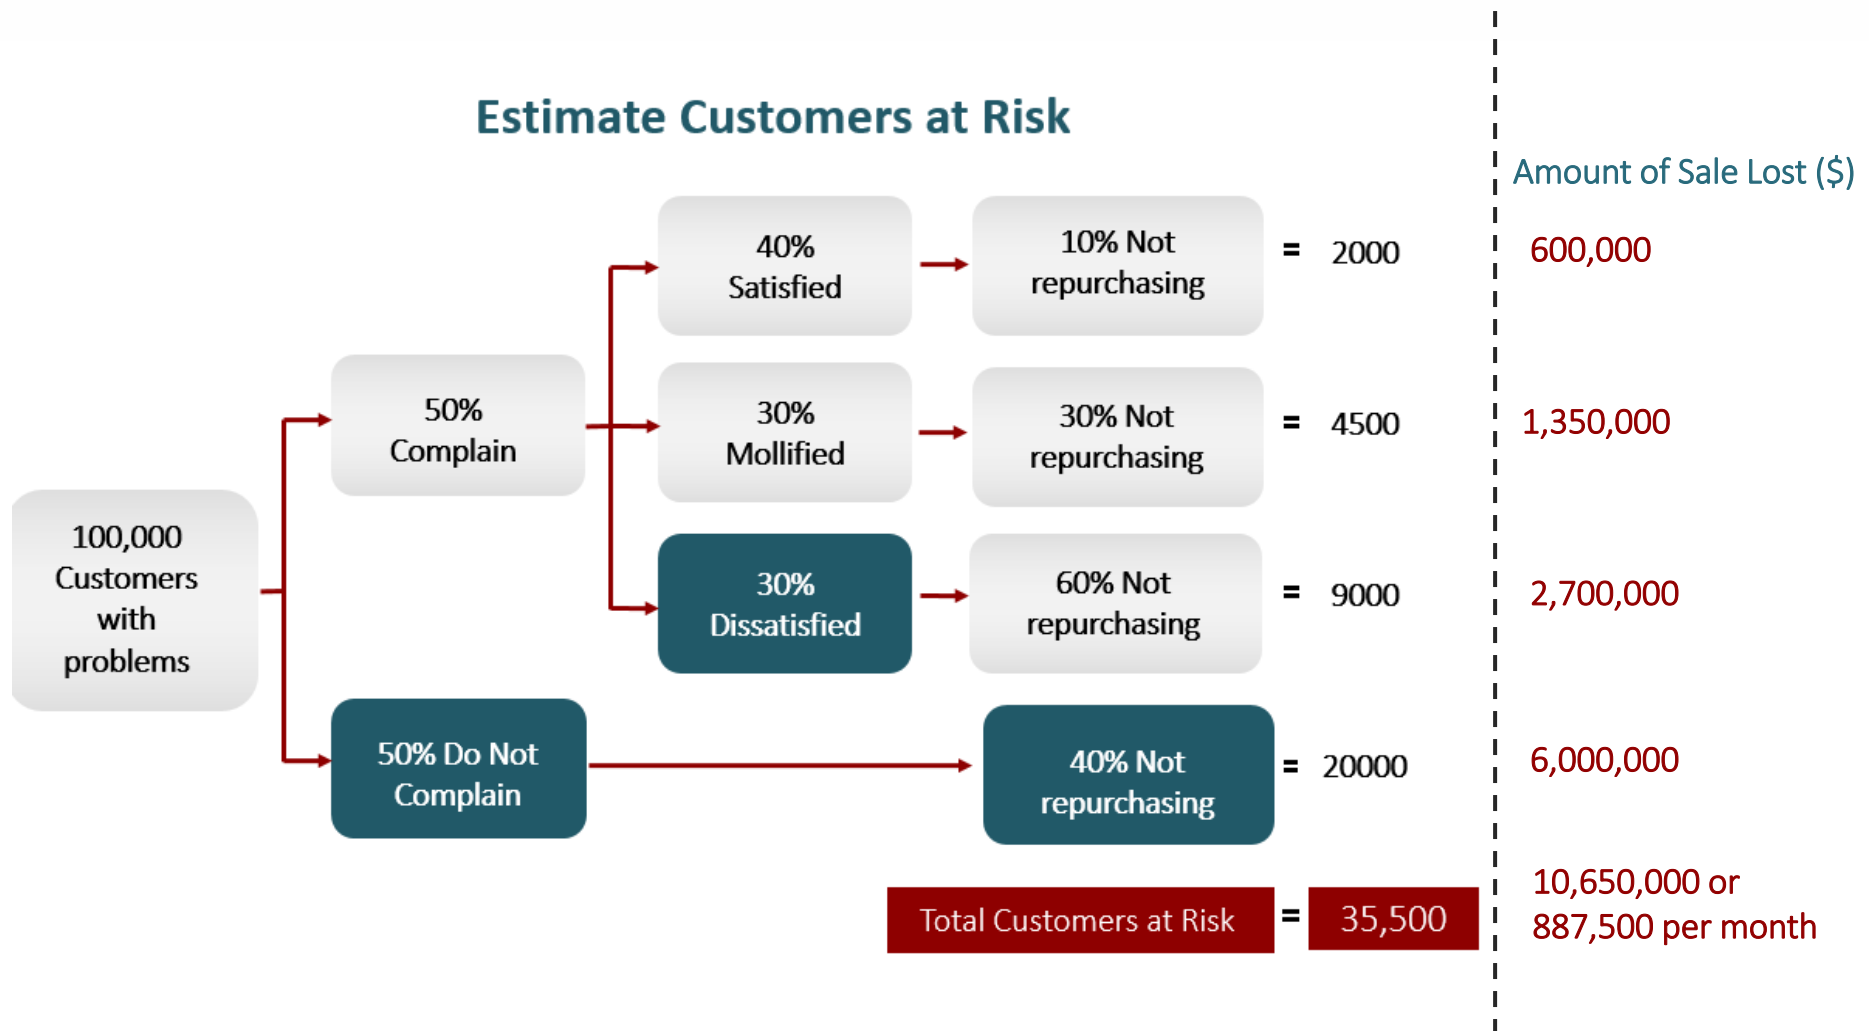 Estimate Customers at Risk
Amount of Sale Lost ($)
40%
Satisfied
10% Not
repurchasing
= 2000
600,000
50%
Complain
30%
Mollified
30% Not
repurchasing
= 4500
1,350,000
100,000
Customers
with
problems
30%
Dissatisfied
60% Not
repurchasing
= 9000
2,700,000
50% Do Not
Complain
40% Not
repurchasing
= 20000
6,000,000
Total Customers at Risk = 35,500
10,650,000 or
887,500 per month